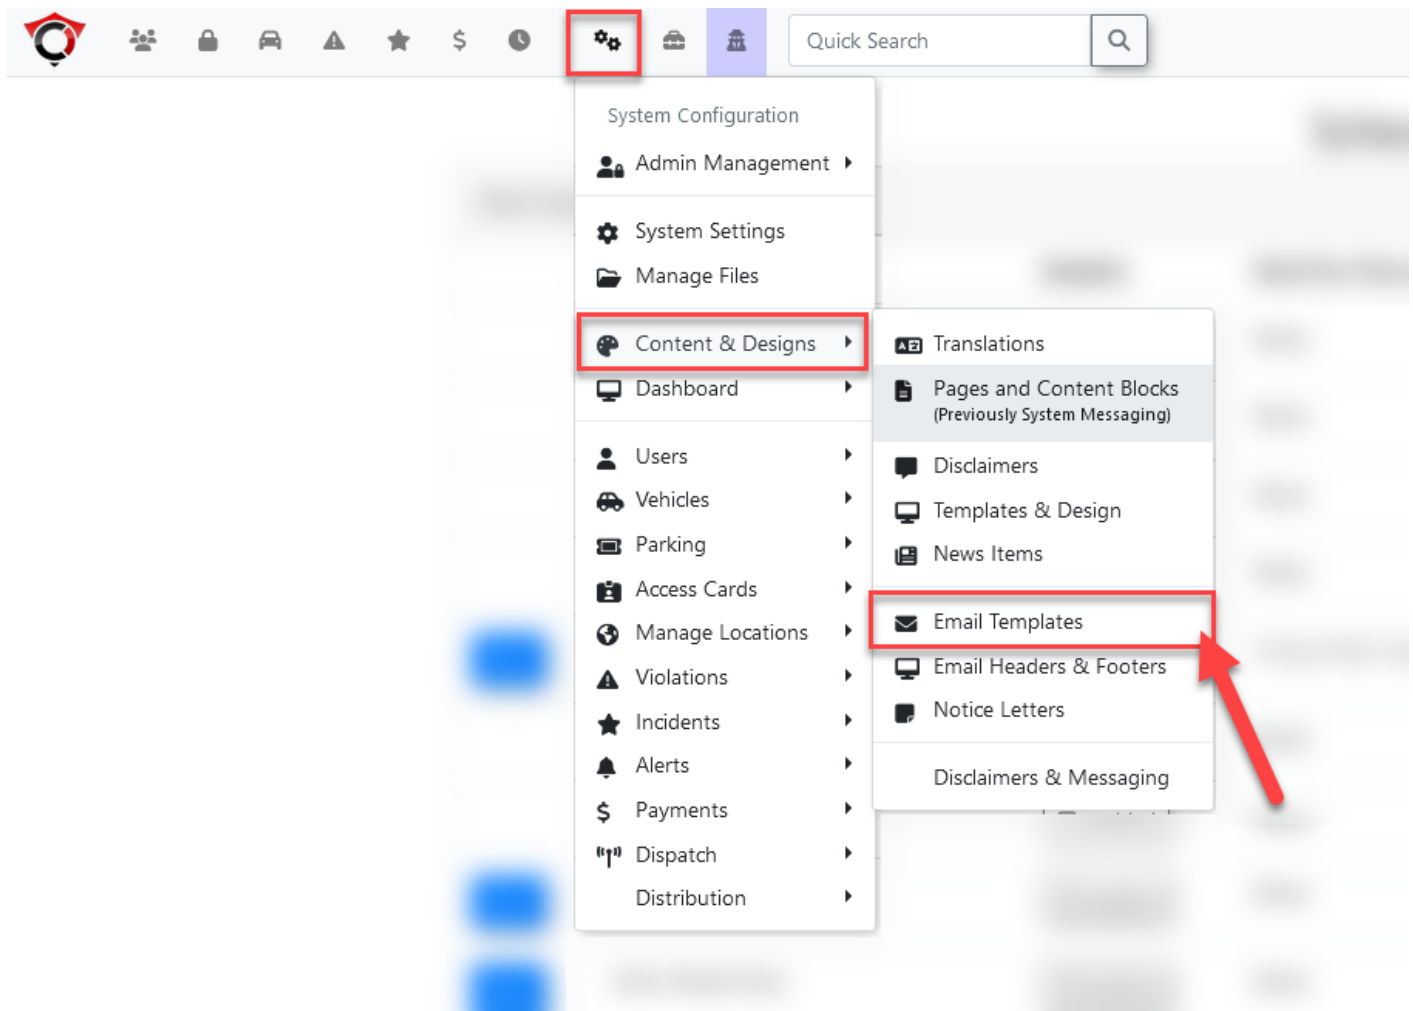 Quick Search
System Configuration
Admin Management
System Settings
Manage Files
Content & Designs
Dashboard
Users
Vehicles
Parking
Access Cards
Manage Locations
Violations
Incidents
Alerts
$ Payments
Dispatch
Distribution
Translations
Pages and Content Blocks
(Previously System Messaging)
Disclaimers
Templates & Design
News Items
Email Templates
Email Headers & Footers
Notice Letters
Disclaimers & Messaging